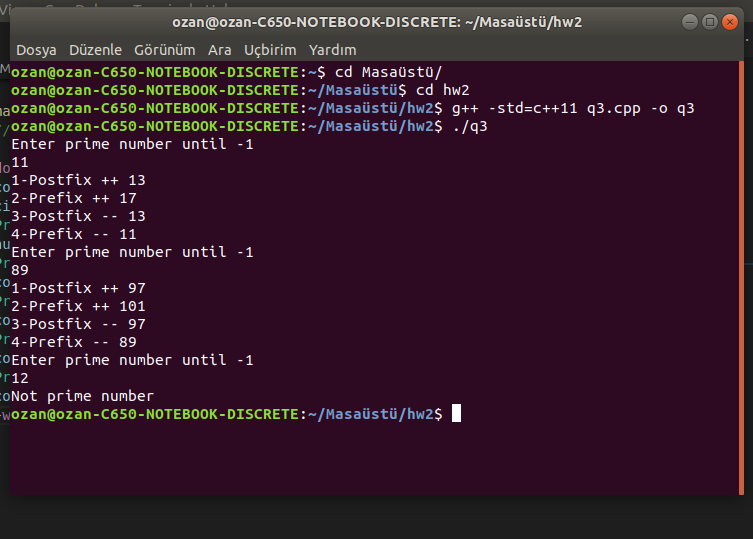 ozan@ozan-C650-NOTEBOOK-DISCRETE: ~/Masaüstü/hw2
Dosya Düzenle Görünüm Ara Uçbirim Yardım
ozan@ozan-C650-NOTEBOOK-DISCRETE:~$ cd Masaüstü/
ozan@ozan-C650-NOTEBOOK-DISCRETE:~/Masaüstü$ cd hw2
ozan@ozan-C650-NOTEBOOK-DISCRETE:~/Masaüstü/hw2$ g++ -std=c++11 q3.cpp -o q3
ozan@ozan-C650-NOTEBOOK-DISCRETE:~/Masaüstü/hw2$ ./q3
Enter prime number until -1
11
1-Postfix ++ 13
2-Prefix ++ 17
3-Postfix -- 13
4-Prefix -- 11
Enter prime number until -1
89
1-Postfix ++ 97
2-Prefix ++ 101
3-Postfix -- 97
4-Prefix -- 89
Enter prime number until -1
12
Not prime number
ozan@ozan-C650-NOTEBOOK-DISCRETE:~/Masaüstü/hw2$